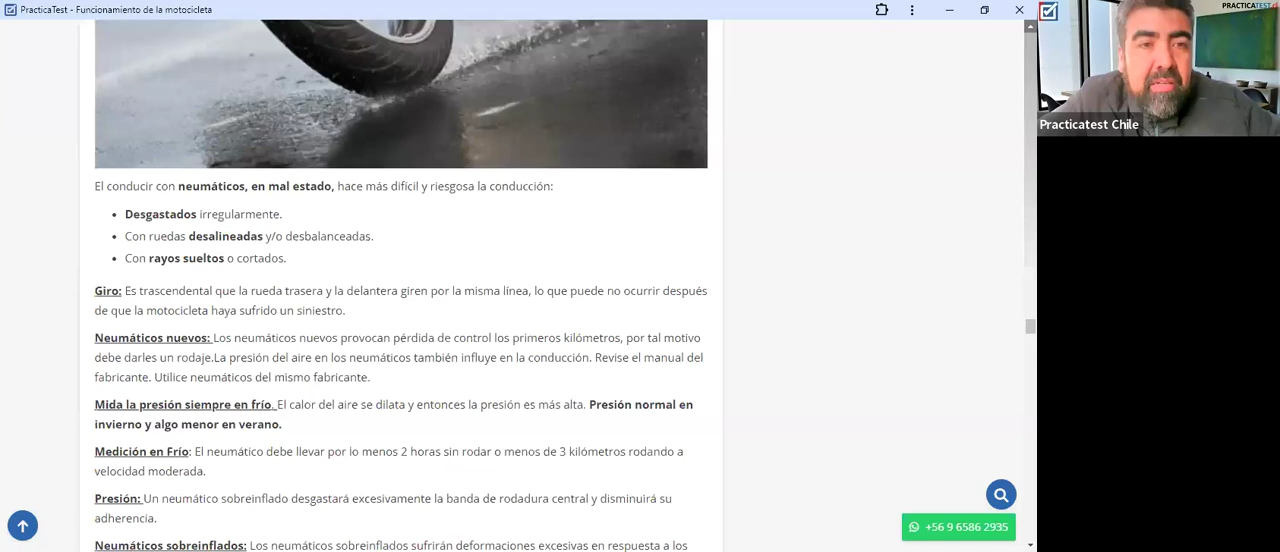 PracticaTest - Funcionamiento de la motocicleta
PRACTICATEST
Practicatest Chile
El conducir con neumáticos, en mal estado, hace más difícil y riesgosa la conducción:
• Desgastados irregularmente.
• Con ruedas desalineadas y/o desbalanceadas.
• Con rayos sueltos o cortados.
Giro: Es trascendental que la rueda trasera y la delantera giren por la misma línea, lo que puede no ocurrir después
de que la motocicleta haya sufrido un siniestro.
Neumáticos nuevos: Los neumáticos nuevos provocan pérdida de control los primeros kilómetros, por tal motivo
debe darles un rodaje.La presión del aire en los neumáticos también influye en la conducción. Revise el manual del
fabricante. Utilice neumáticos del mismo fabricante.
Mida la presión siempre en frío. El calor del aire se dilata y entonces la presión es más alta. Presión normal en
invierno y algo menor en verano.
Medición en Frío: El neumático debe llevar por lo menos 2 horas sin rodar o menos de 3 kilómetros rodando a
velocidad moderada.
Presión: Un neumático sobreinflado desgastará excesivamente la banda de rodadura central y disminuirá su
adherencia.
Neumáticos sobreinflados: Los neumáticos sobreinflados sufrirán deformaciones excesivas en respuesta a los
+56 9 6586 2935